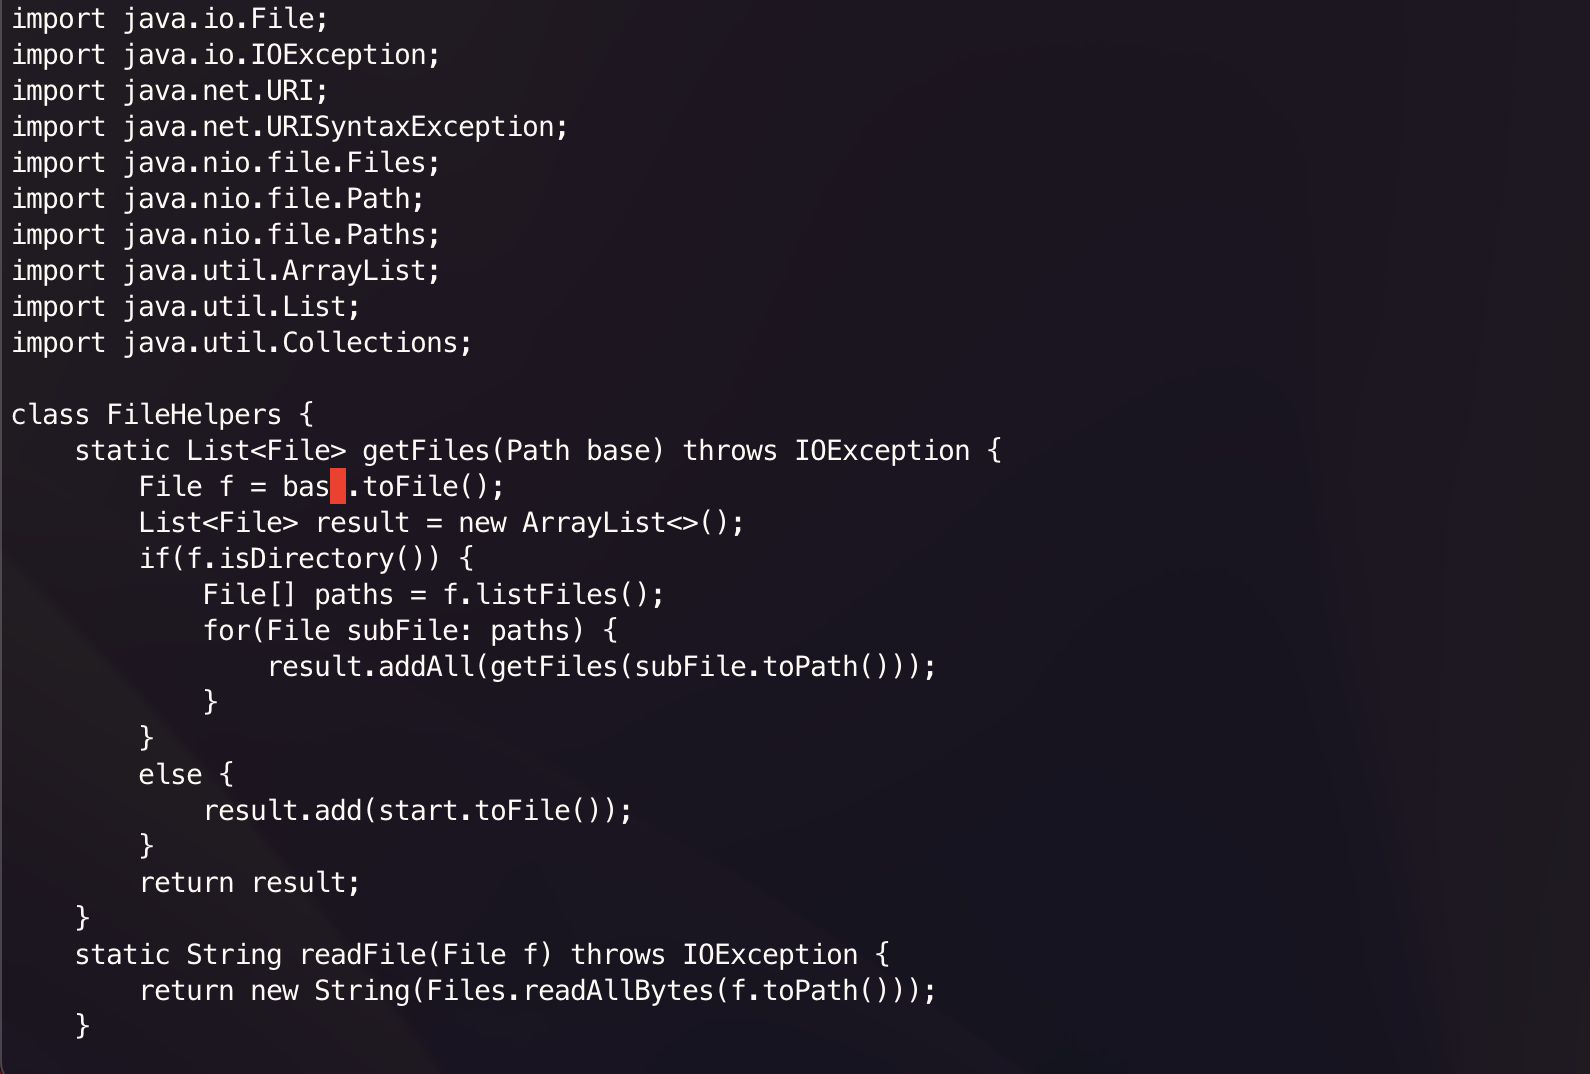 import java.io.File;
import java.io.IOException;
import java.net.URI;
import java.net.URISyntaxException;
import java.nio.file.Files;
import java.nio.file.Path;
import java.nio.file.Paths;
import java.util.ArrayList;
import java.util.List;
import java.util.Collections;

class FileHelpers {
    static List<File> getFiles(Path base) throws IOException {
        File f = bas .toFile();
        List<File> result = new ArrayList<>();
        if(f.isDirectory()) {
            File[] paths = f.listFiles();
            for(File subFile: paths) {
                result.addAll(getFiles(subFile.toPath()));
            }
        }
        else {
            result.add(start.toFile());
        }
        return result;
    }
    static String readFile(File f) throws IOException {
        return new String(Files.readAllBytes(f.toPath()));
    }